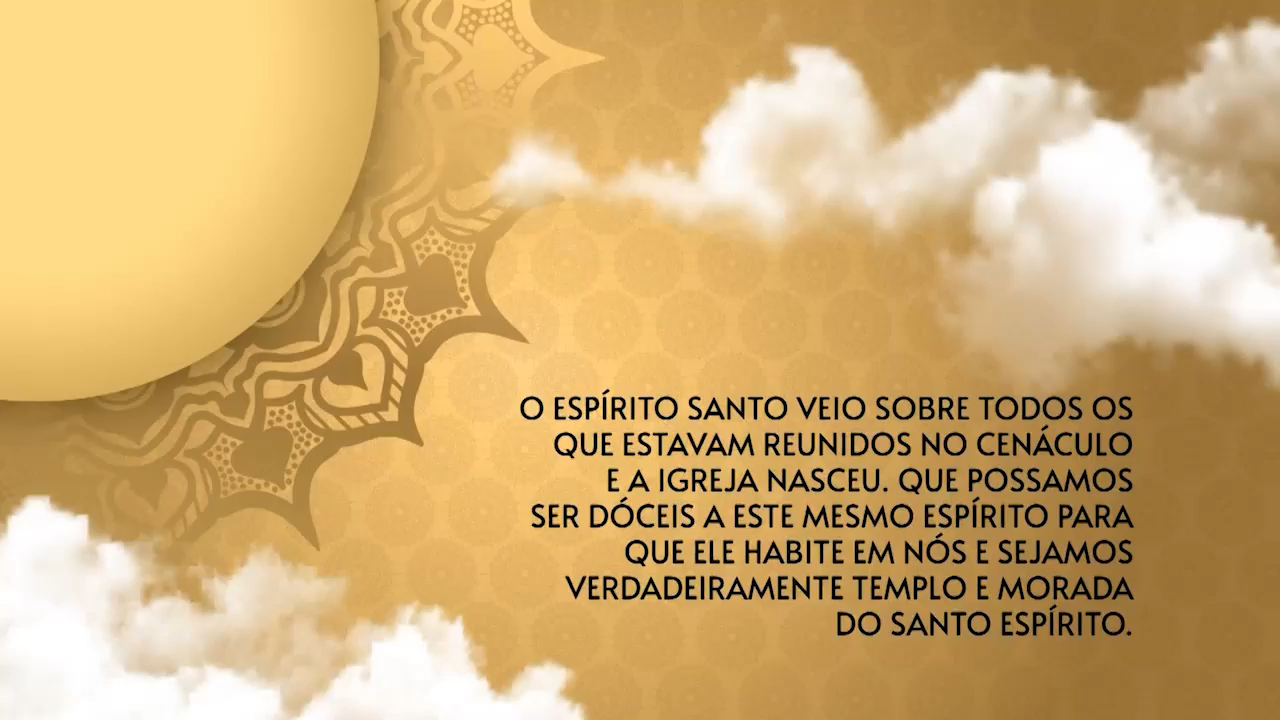 O ESPÍRITO SANTO VEIO SOBRE TODOS OS
QUE ESTAVAM REUNIDOS NO CENÁCULO
E A IGREJA NASCEU. QUE POSSAMOS
SER DÓCEIS A ESTE MESMO ESPÍRITO PARA
QUE ELE HABITE EM NÓS E SEJAMOS
VERDADEIRAMENTE TEMPLO E MORADA
DO SANTO ESPÍRITO.